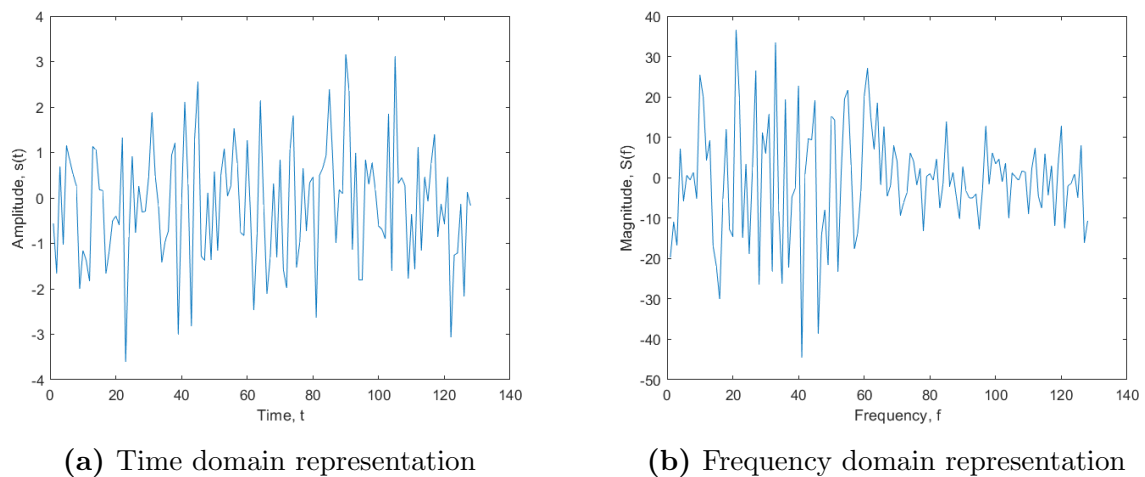 4
3
2
1
0
-1
-2
-3
-4
Amplitude, s(t)
0 20 40 60 80 100 120 140
Time, t
(a) Time domain representation
40
30
20
10
0
-10
-20
-30
-40
-50
Magnitude, S(f)
0 20 40 60 80 100 120 140
Frequency, f
(b) Frequency domain representation